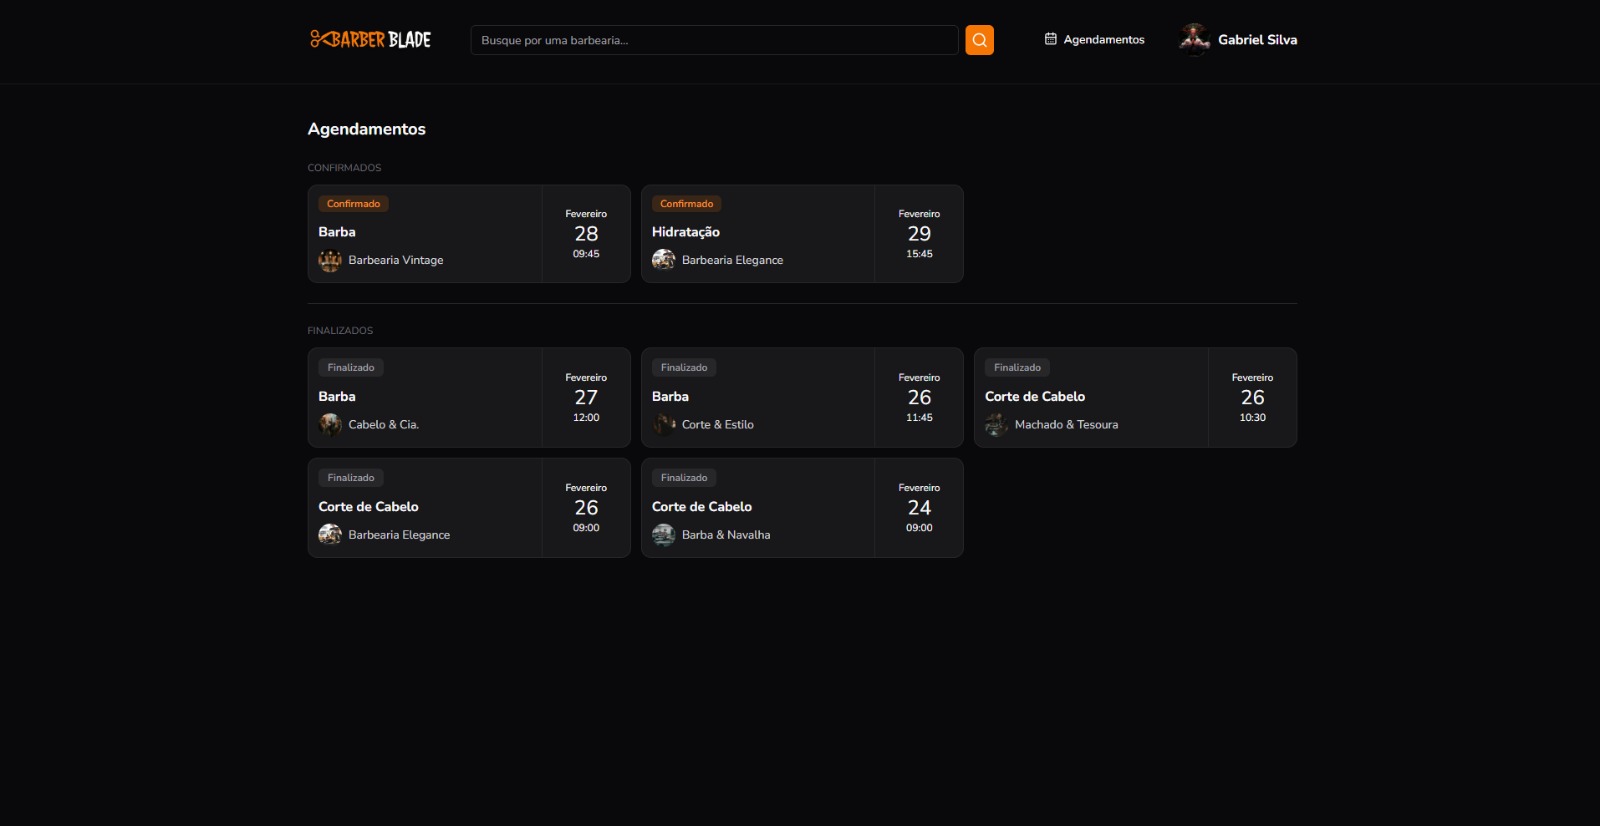 BARBER BLADE
Busque por uma barbearia...
Agendamentos
Gabriel Silva
Agendamentos
CONFIRMADOS
Confirmado
Barba
Barbearia Vintage
Fevereiro
28
09:45
Confirmado
Hidratação
Barbearia Elegance
Fevereiro
29
15:45
FINALIZADOS
Finalizado
Barba
Cabelo & Cia.
Fevereiro
27
12:00
Finalizado
Barba
Corte & Estilo
Fevereiro
26
11:45
Finalizado
Corte de Cabelo
Machado & Tesoura
Fevereiro
26
10:30
Finalizado
Corte de Cabelo
Barbearia Elegance
Fevereiro
26
09:00
Finalizado
Corte de Cabelo
Barba & Navalha
Fevereiro
24
09:00